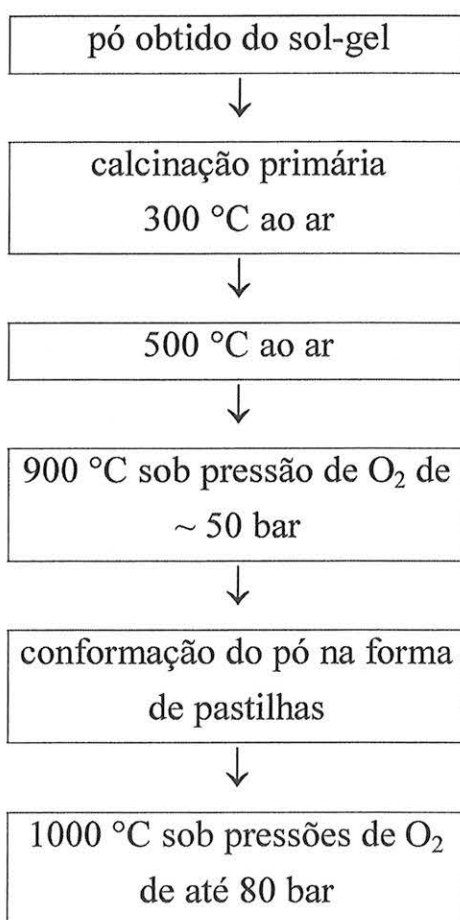 pó obtido do sol-gel
↓
calcinação primária
300 °C ao ar
↓
500 °C ao ar
↓
900 °C sob pressão de O₂ de
~ 50 bar
↓
conformação do pó na forma
de pastilhas
↓
1000 °C sob pressões de O₂
de até 80 bar